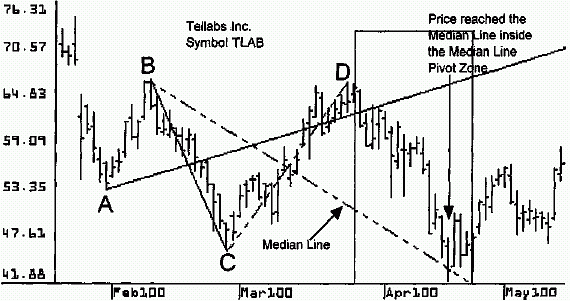 76.31
70.57
64.83
59.09
53.35
47.61
41.88
Tellabs Inc.
Symbol TLAB
Price reached the
Median Line inside
the Median Line
Pivot Zone
B
D
A
C
Median Line
Feb100
Mar100
Apr100
May100